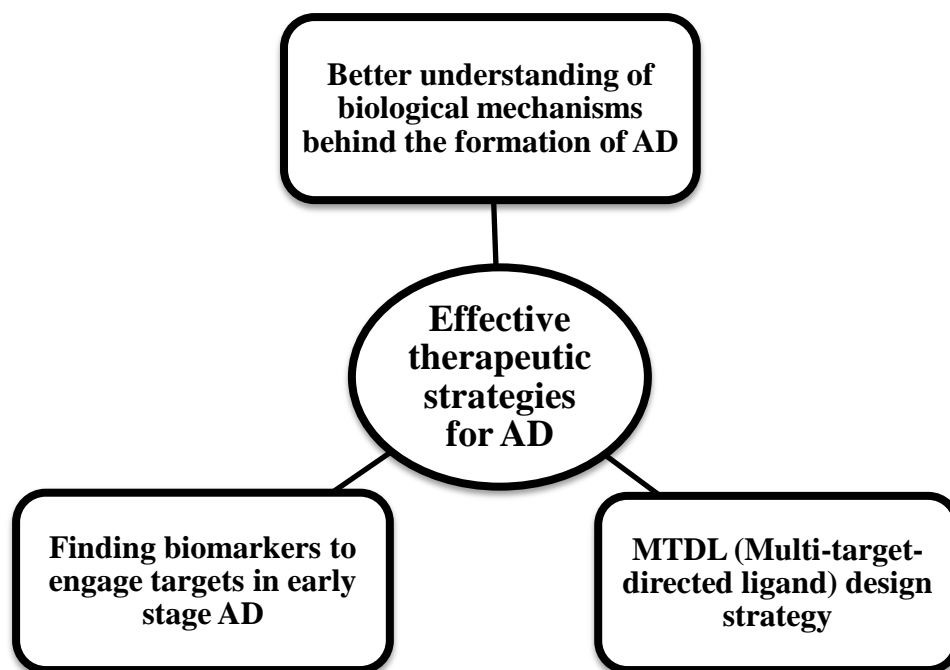 Better understanding of
biological mechanisms
behind the formation of AD
Effective
therapeutic
strategies
for AD
Finding biomarkers to
engage targets in early
stage AD
MTDL (Multi-target-
directed ligand) design
strategy